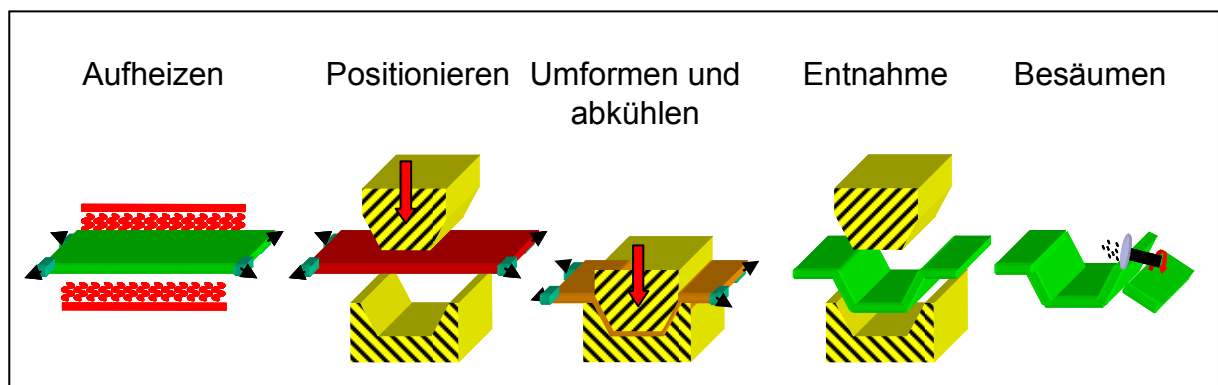 Aufheizen
Positionieren
Umformen und
abkühlen
Entnahme
Besäumen